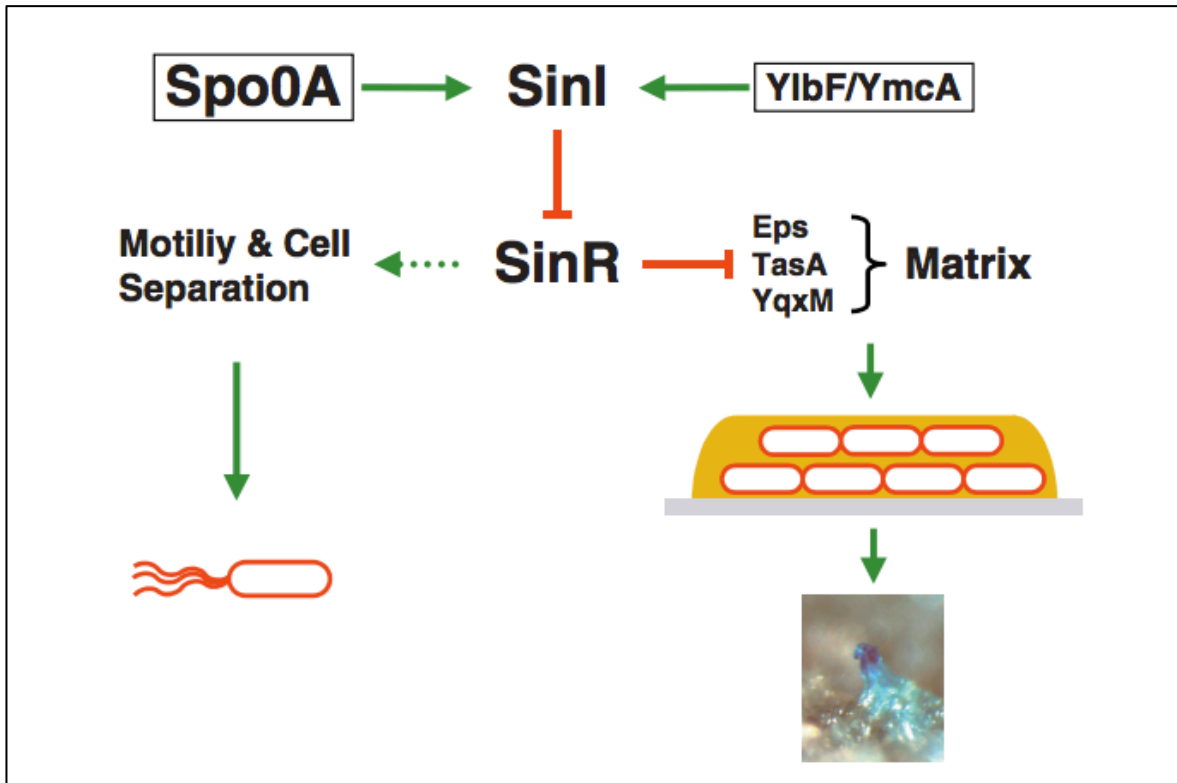 Spo0A
SinI
YlbF/YmcA
Motiliy & Cell
Separation
SinR
Eps
TasA
YqxM
Matrix